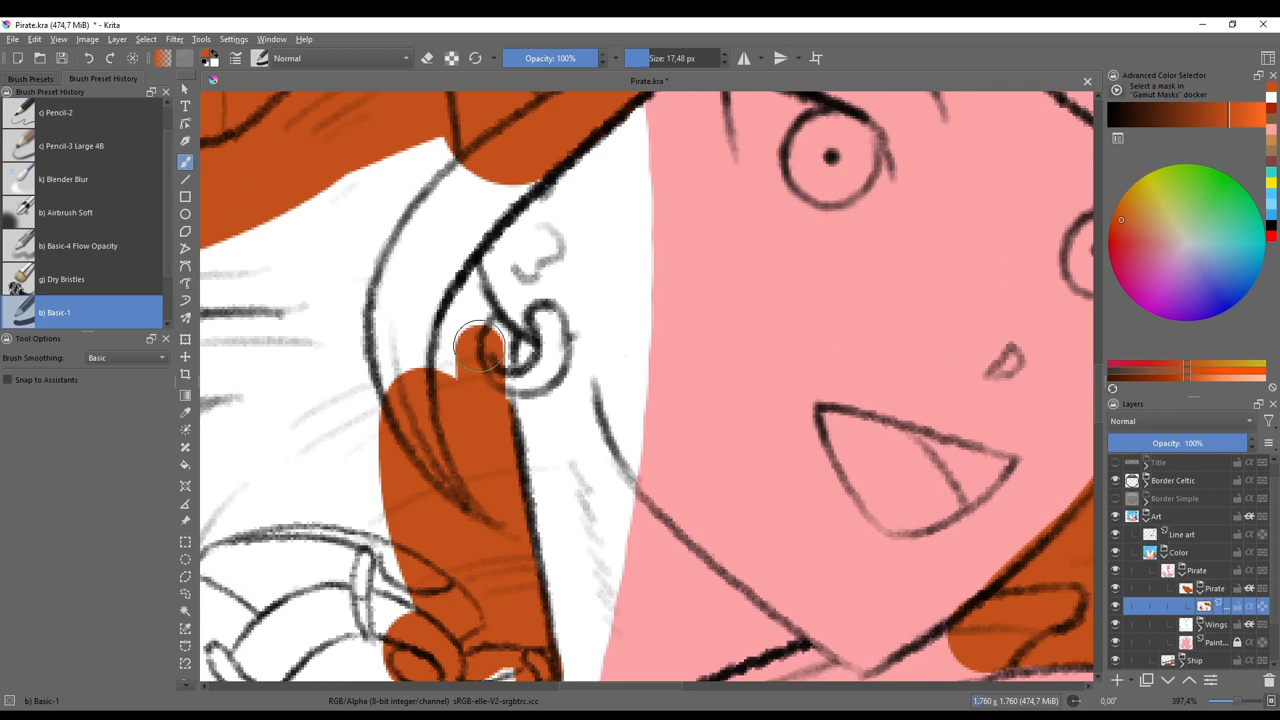 Pirate.kra (474,7 MiB) * - Krita
File Edit View Image Layer Select Filter Tools Settings Window Help
Normal
Opacity: 100%
Size: 17,48 px
Brush Presets
Brush Preset History
Pirate.kra *
Advanced Color Selector
Brush Preset History
Select a mask in
"Gamut Masks" docker
c) Pencil-2
c) Pencil-3 Large 4B
k) Blender Blur
b) Airbrush Soft
b) Basic-4 Flow Opacity
g) Dry Bristles
b) Basic-1
Tool Options
Brush Smoothing: Basic
Snap to Assistants
Layers
Normal
Opacity: 100%
Title
Border Celtic
Border Simple
Art
Line art
Color
Pirate
Pirate
...
Wings
Paint...
Ship
b) Basic-1
RGB/Alpha (8-bit integer/channel) sRGB-elle-V2-srgbtrc.icc
1.760 x 1.760 (474,7 MiB)
0,00°
397,4%